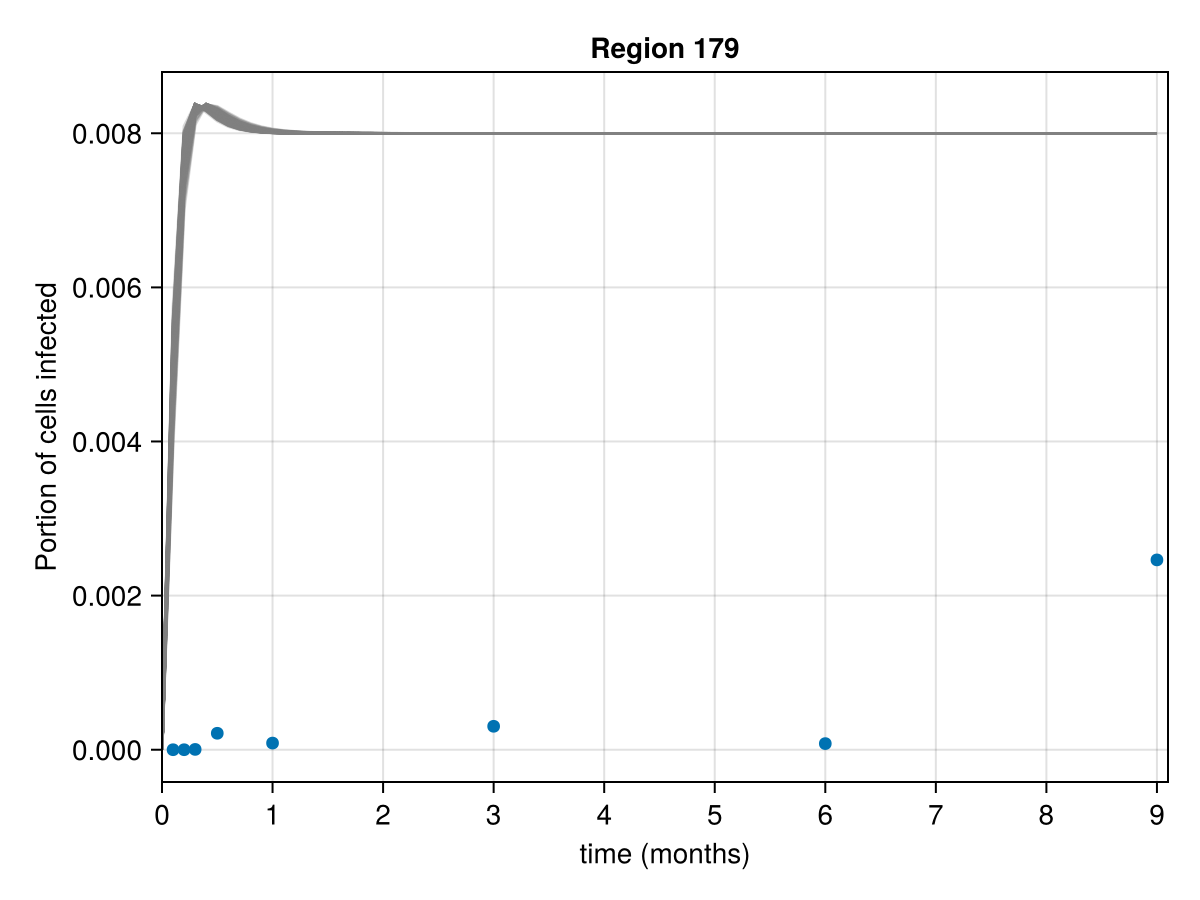 Region 179
Portion of cells infected
0.008
0.006
0.004
0.002
0.000
0 1 2 3 4 5 6 7 8 9
time (months)